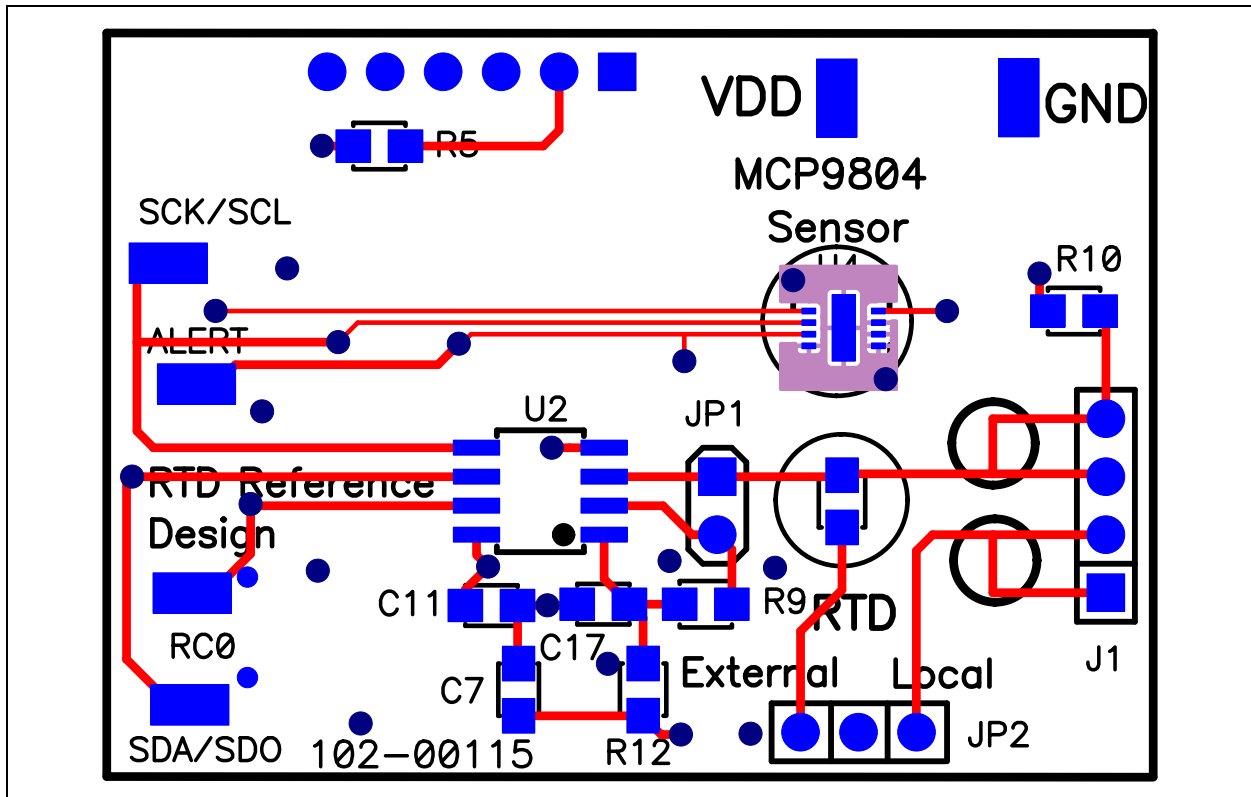 VDD
GND
R5
MCP9804
Sensor
SCK/SCL
U1
R10
ALERT
U2
JP1
RTD Reference
Design
C11
R9
RTD
RC0
C17
J1
C7
External
Local
SDA/SDO
102-00115
R12
JP2